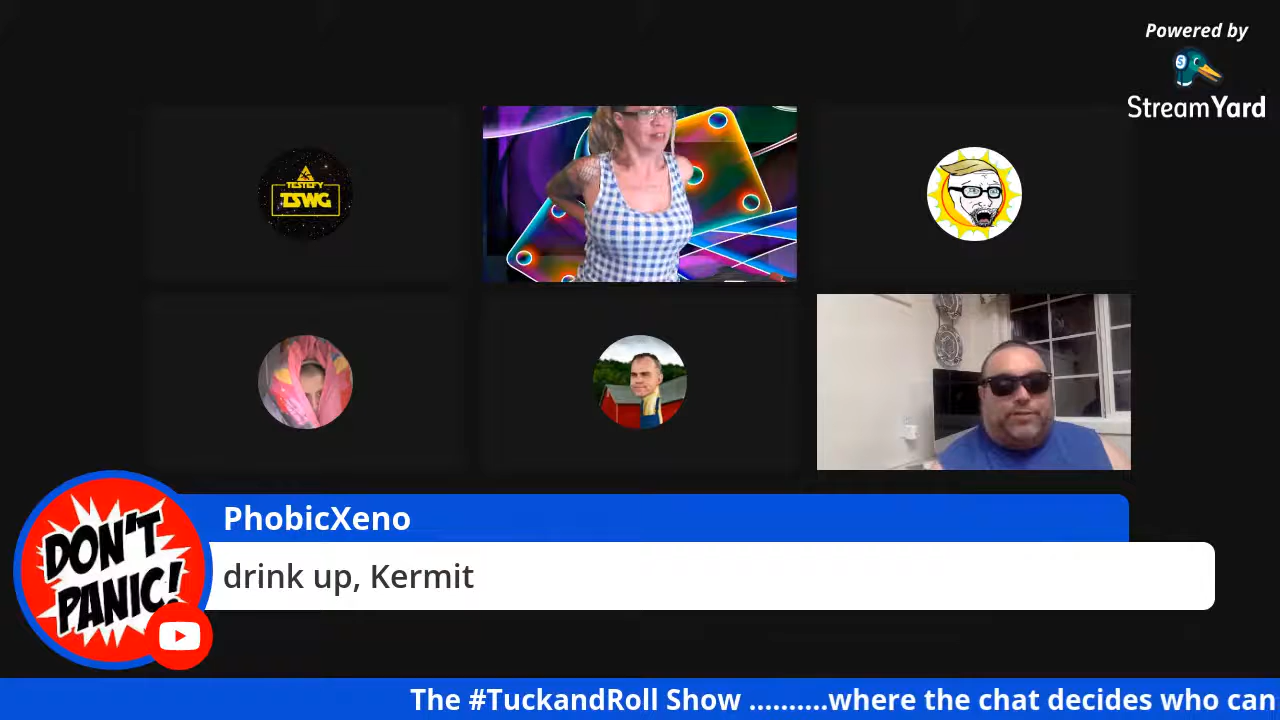 Powered by
S
StreamYard
TESTEFY
TSWG
DON'T
PANIC!
PhobicXeno
drink up, Kermit
The #TuckandRoll Show ..........where the chat decides who can